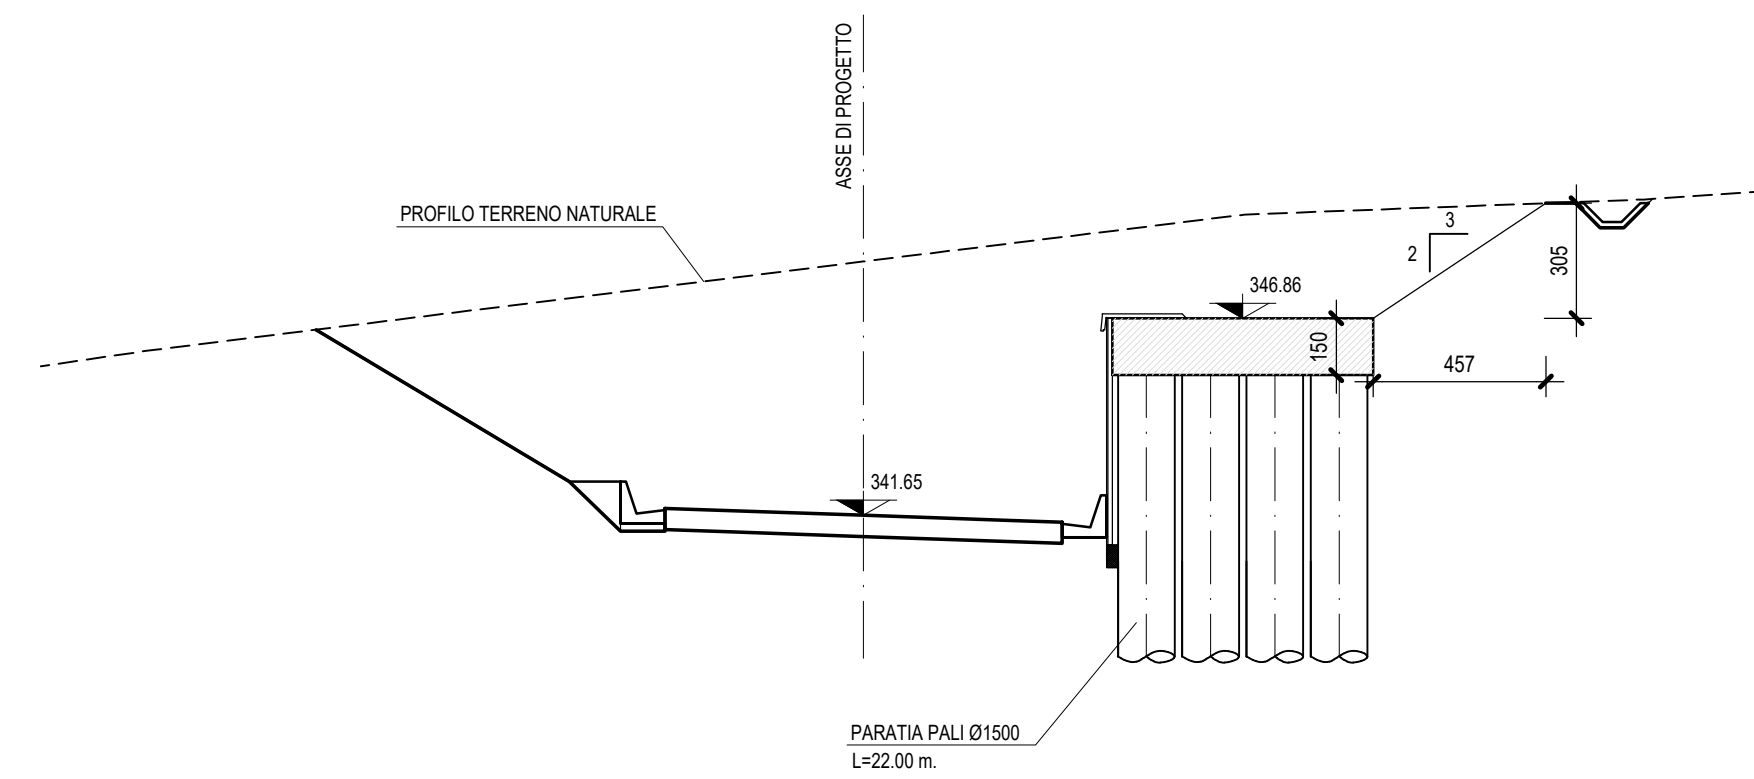 ASSE DI PROGETTO
PROFILO TERRENO NATURALE
3
2
305
346.86
150
457
341.65
PARATIA PALI Ø1500
L=22.00 m.